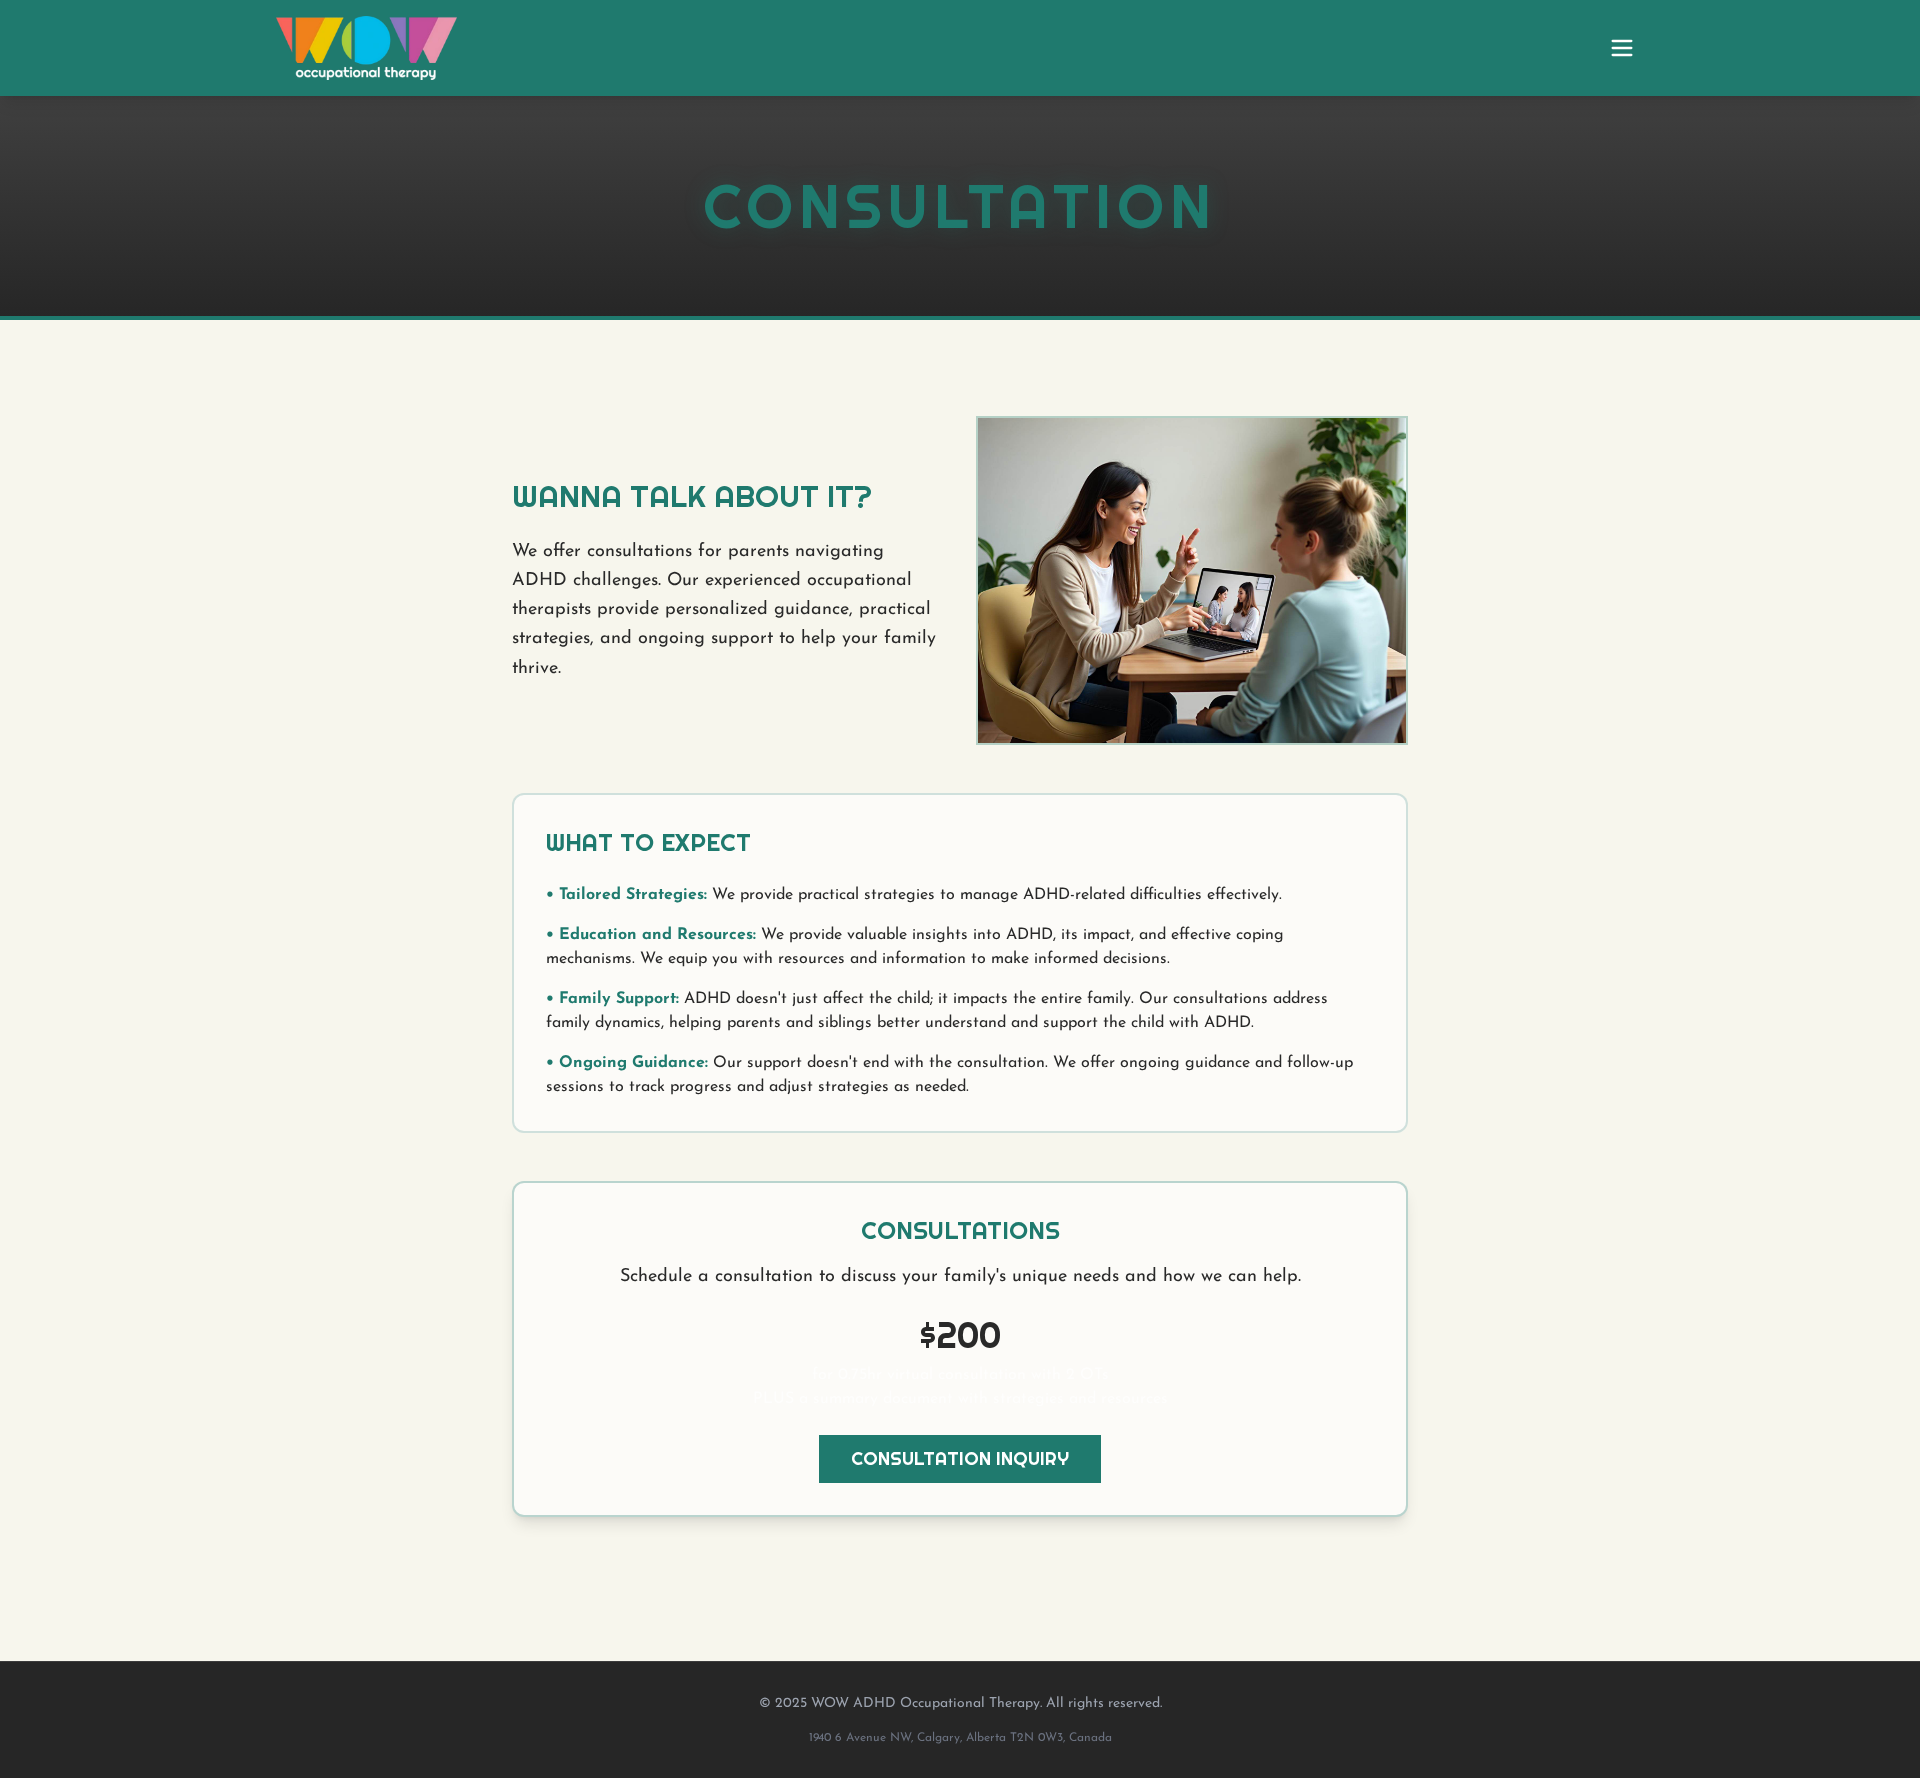 WOW
occupational therapy
CONSULTATION
WANNA TALK ABOUT IT?
We offer consultations for parents navigating
ADHD challenges. Our experienced occupational
therapists provide personalized guidance, practical
strategies, and ongoing support to help your family
thrive.
WHAT TO EXPECT
• Tailored Strategies: We provide practical strategies to manage ADHD-related difficulties effectively.
• Education and Resources: We provide valuable insights into ADHD, its impact, and effective coping
mechanisms. We equip you with resources and information to make informed decisions.
• Family Support: ADHD doesn't just affect the child; it impacts the entire family. Our consultations address
family dynamics, helping parents and siblings better understand and support the child with ADHD.
• Ongoing Guidance: Our support doesn't end with the consultation. We offer ongoing guidance and follow-up
sessions to track progress and adjust strategies as needed.
CONSULTATIONS
Schedule a consultation to discuss your family's unique needs and how we can help.
$200
CONSULTATION INQUIRY
© 2025 WOW ADHD Occupational Therapy. All rights reserved.
1940 6 Avenue NW, Calgary, Alberta T2N 0W3, Canada